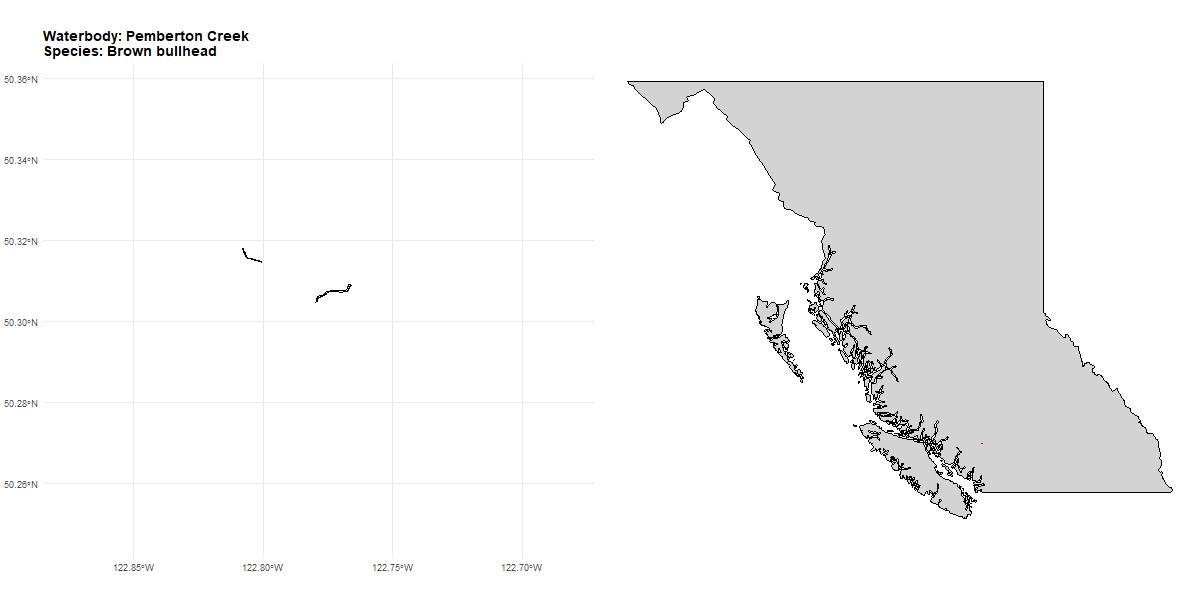 Waterbody: Pemberton Creek
Species: Brown bullhead
50.36°N
50.34°N
50.32°N
50.30°N
50.28°N
50.26°N
122.85°W
122.80°W
122.75°W
122.70°W